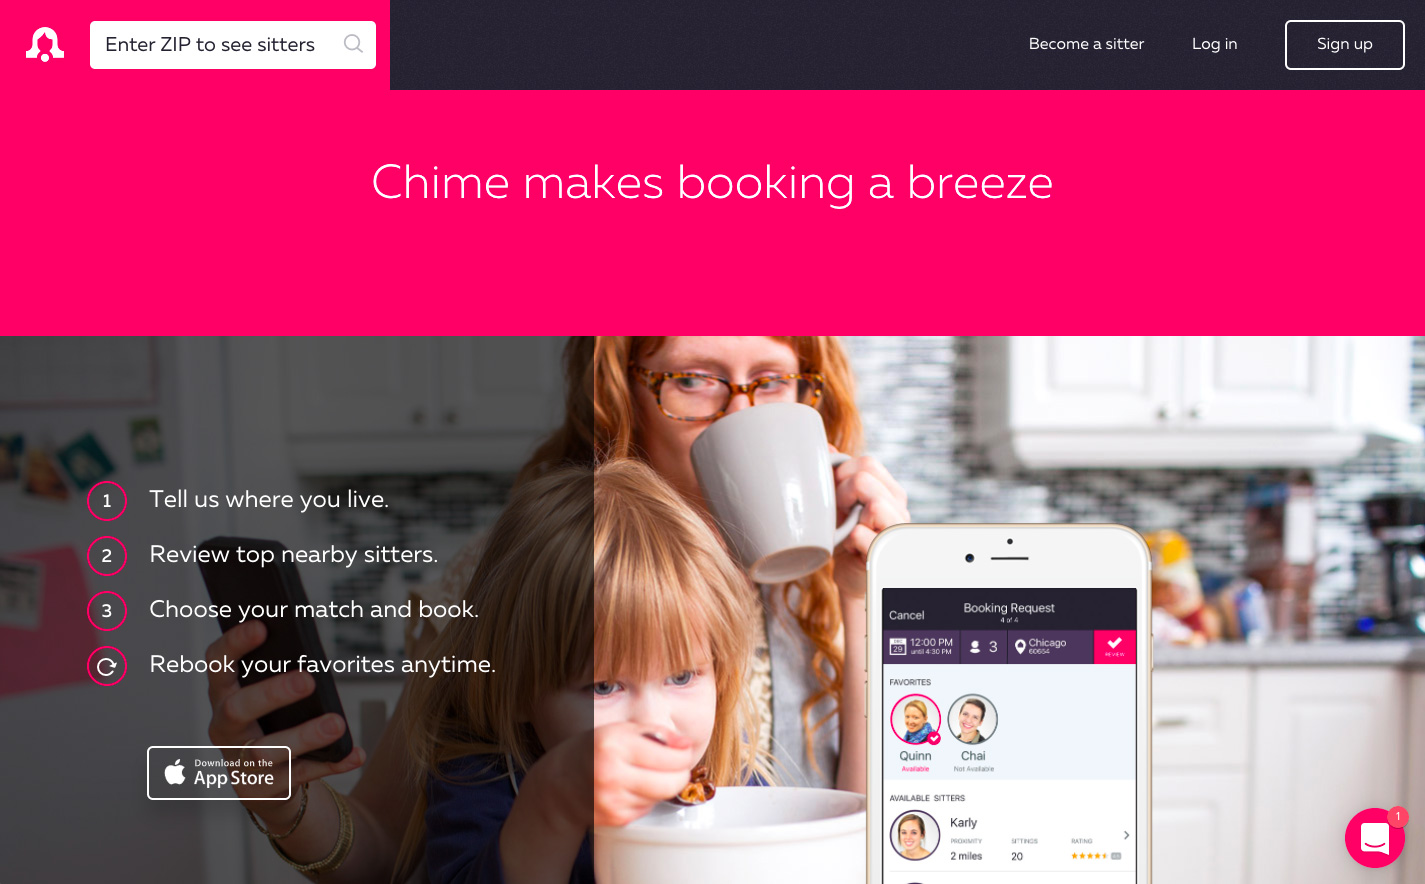 Enter ZIP to see sitters
Become a sitter
Log in
Sign up
Chime makes booking a breeze
1
Tell us where you live.
2
Review top nearby sitters.
3
Choose your match and book.
Rebook your favorites anytime.
Download on the
App Store
Cancel
Booking Request
4 of 4
DEC
29
12:00 PM
until 4:30 PM
3
Chicago
60654
REVIEW
FAVORITES
Quinn
Available
Chai
Not Available
AVAILABLE SITTERS
Karly
PROXIMITY
SITTINGS
RATING
2 miles
20
1